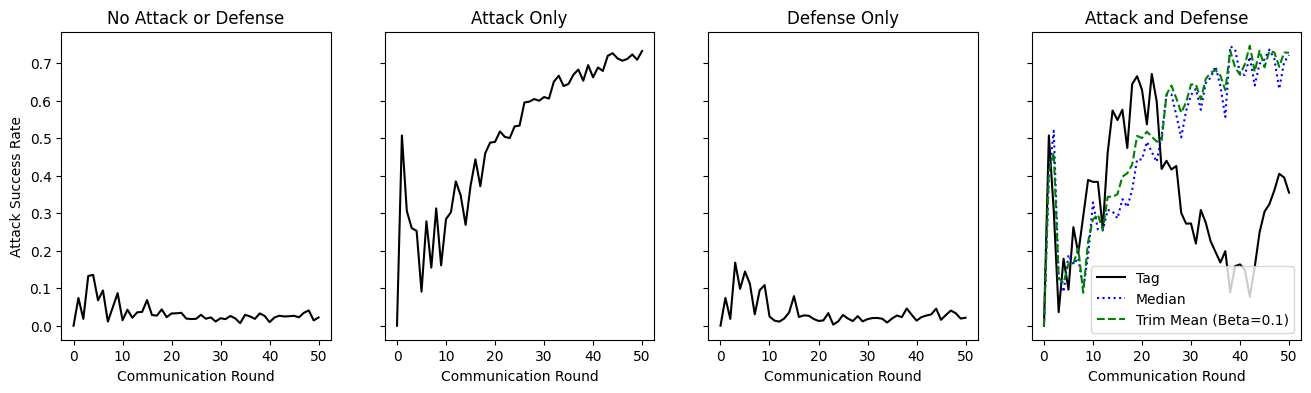 No Attack or Defense
Attack Only
Defense Only
Attack and Defense
Attack Success Rate
0.7
0.6
0.5
0.4
0.3
0.2
0.1
0.0
0 10 20 30 40 50
Communication Round
0 10 20 30 40 50
Communication Round
0 10 20 30 40 50
Communication Round
Tag
Median
Trim Mean (Beta=0.1)
0 10 20 30 40 50
Communication Round